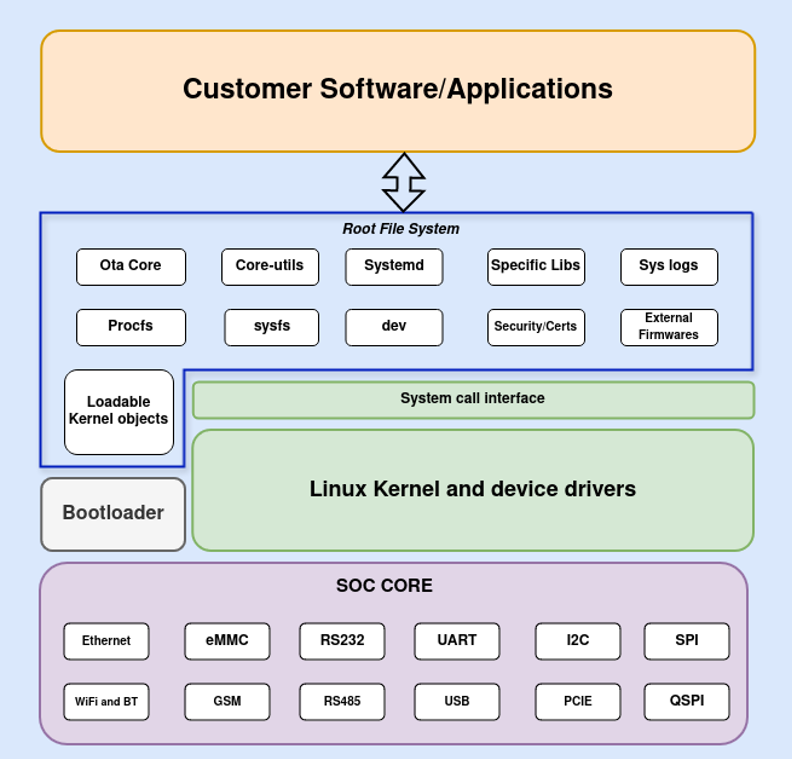 Customer Software/Applications
Root File System
Ota Core
Core-utils
Systemd
Specific Libs
Sys logs
Procfs
sysfs
dev
Security/Certs
External
Firmwares
Loadable
Kernel objects
System call interface
Linux Kernel and device drivers
Bootloader
SOC CORE
Ethernet
eMMC
RS232
UART
I2C
SPI
WiFi and BT
GSM
RS485
USB
PCIE
QSPI